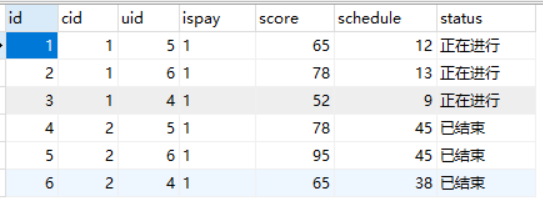 id cid uid ispay score schedule status
1 1 5 1 65 12 正在进行
2 1 6 1 78 13 正在进行
3 1 4 1 52 9 正在进行
4 2 5 1 78 45 已结束
5 2 6 1 95 45 已结束
6 2 4 1 65 38 已结束